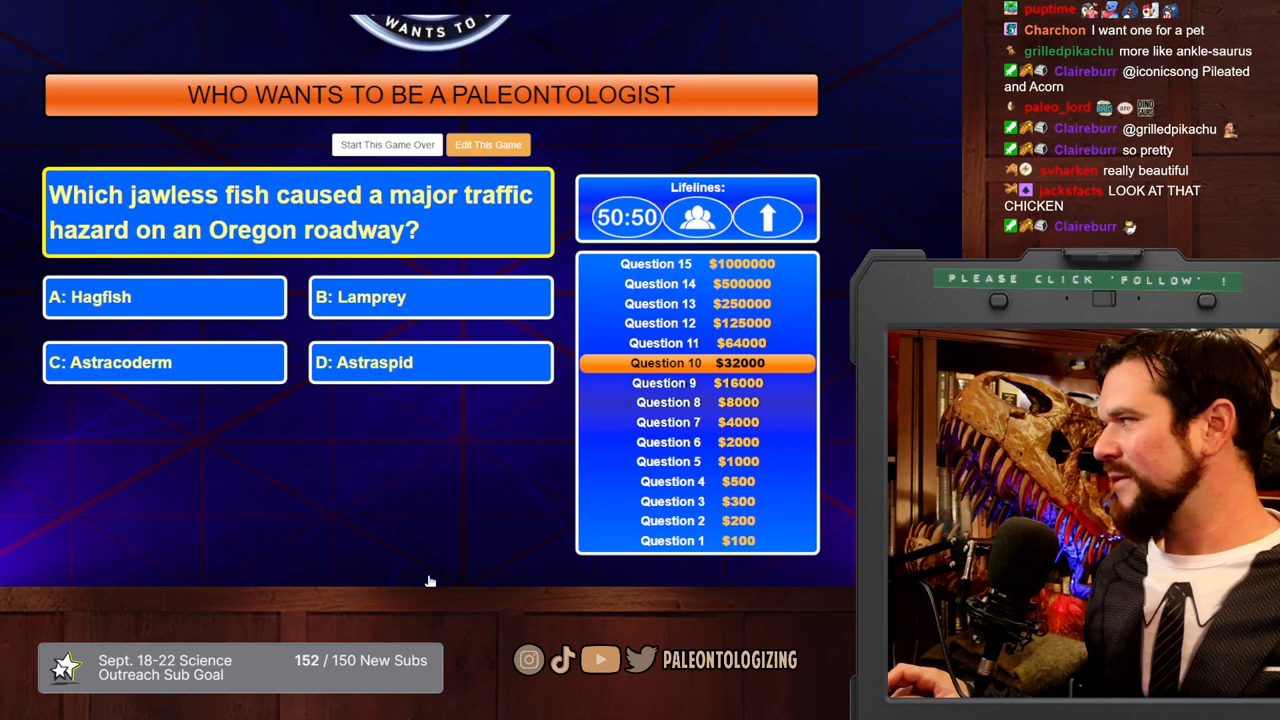 WANTS TO
WHO WANTS TO BE A PALEONTOLOGIST
Start This Game Over
Edit This Game
Which jawless fish caused a major traffic
hazard on an Oregon roadway?
A: Hagfish
B: Lamprey
C: Astracoderm
D: Astraspid
Lifelines:
50:50
Question 15 $1000000
Question 14 $500000
Question 13 $250000
Question 12 $125000
Question 11 $64000
Question 10 $32000
Question 9 $16000
Question 8 $8000
Question 7 $4000
Question 6 $2000
Question 5 $1000
Question 4 $500
Question 3 $300
Question 2 $200
Question 1 $100
Sept. 18-22 Science
Outreach Sub Goal
152 / 150 New Subs
PALEONTOLOGIZING
puptime
Charchon I want one for a pet
grilledpikachu more like ankle-saurus
Claireburr @iconicsong Pileated
and Acorn
paleo_lord BIRDS are DINOSAURS
Claireburr @grilledpikachu
Claireburr so pretty
svharken really beautiful
jacksfacts LOOK AT THAT
CHICKEN
Claireburr
PLEASE CLICK 'FOLLOW' !